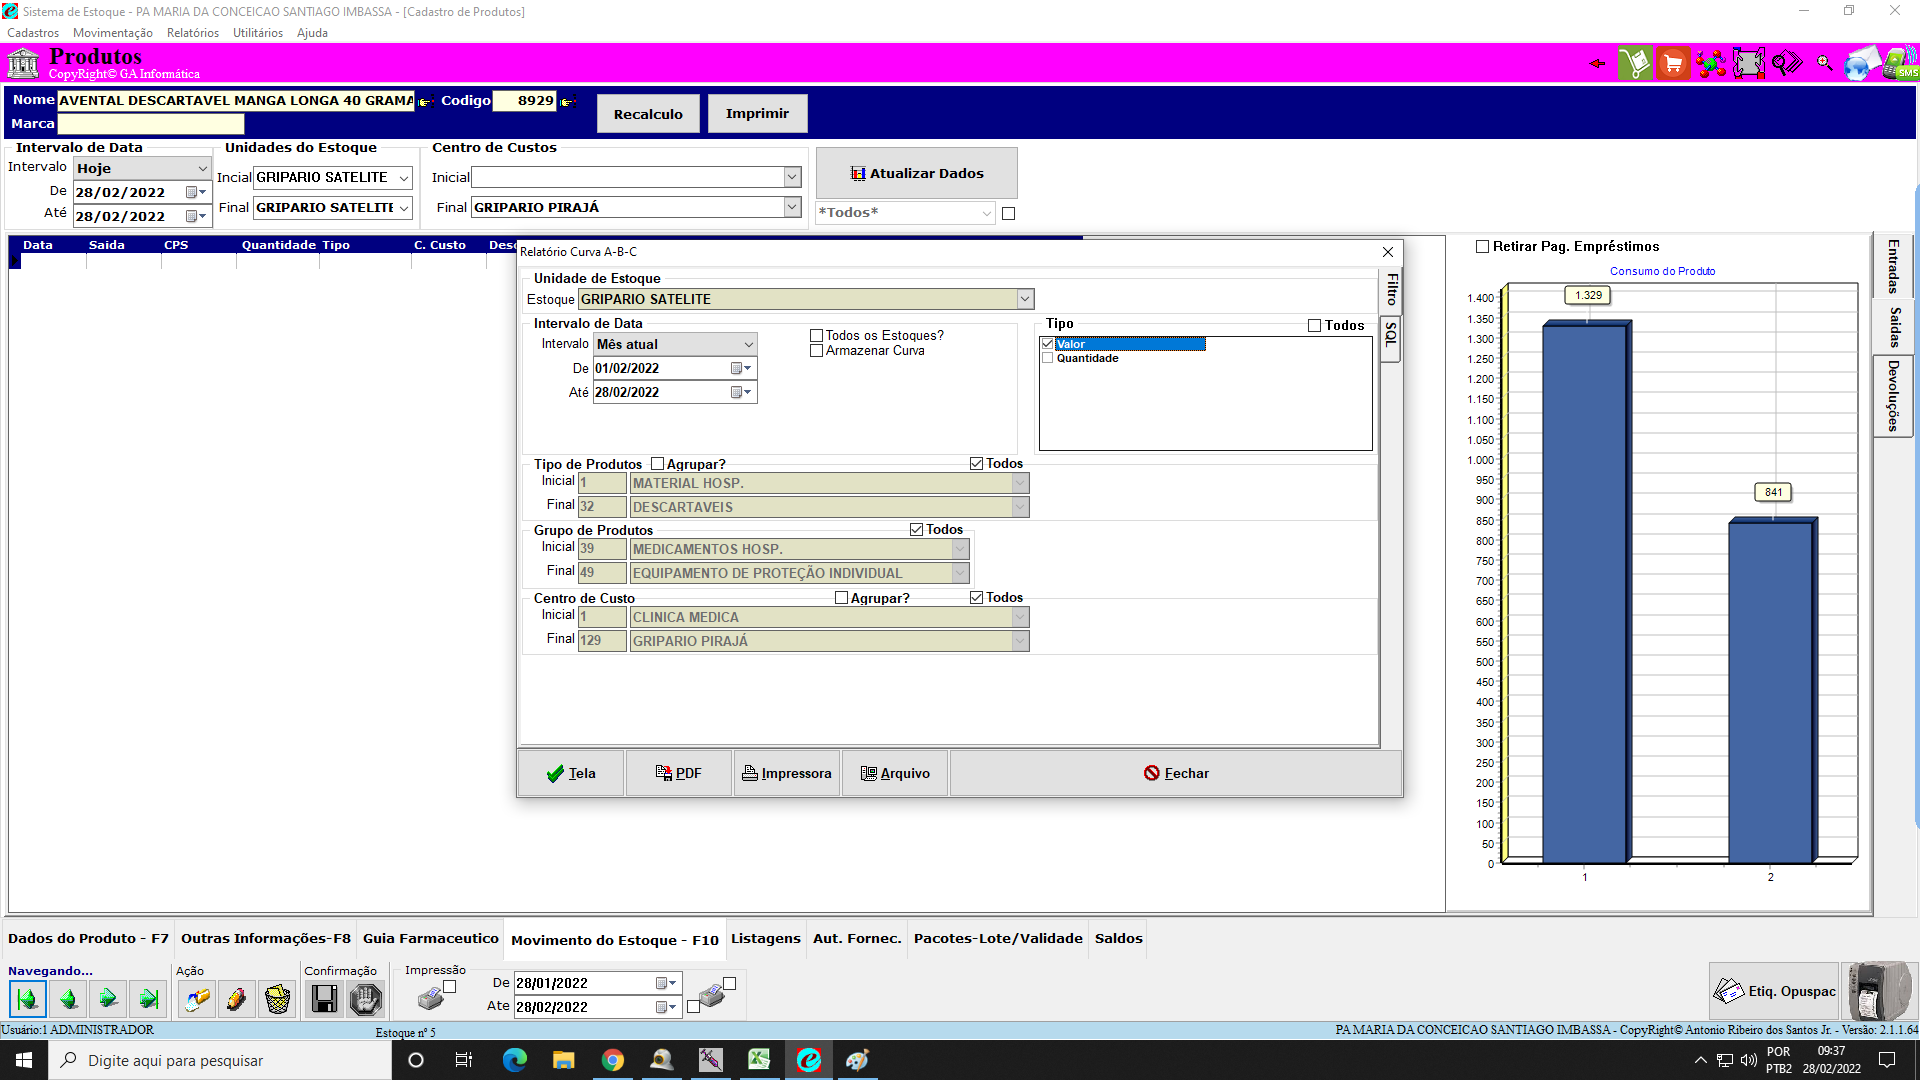 Sistema de Estoque - PA MARIA DA CONCEICAO SANTIAGO IMBASSA - [Cadastro de Produtos]
Cadastros Movimentação Relatórios Utilitários Ajuda
Produtos
CopyRight© GA Informática
SMS
Nome AVENTAL DESCARTAVEL MANGA LONGA 40 GRAMA Codigo 8929
Marca
Recalculo Imprimir
Intervalo de Data Unidades do Estoque Centro de Custos
Intervalo Hoje Incial GRIPARIO SATELITE Inicial
De 28/02/2022
Até 28/02/2022 Final GRIPARIO SATELITE Final GRIPARIO PIRAJÁ
Atualizar Dados
*Todos*
Data Saida CPS Quantidade Tipo C. Custo Desc
Relatório Curva A-B-C
Unidade de Estoque
Estoque GRIPARIO SATELITE
Intervalo de Data
Intervalo Mês atual
De 01/02/2022
Até 28/02/2022
Todos os Estoques?
Armazenar Curva
Tipo Todos
Valor
Quantidade
Filtro
SQL
Tipo de Produtos Agrupar? Todos
Inicial 1 MATERIAL HOSP.
Final 32 DESCARTAVEIS
Grupo de Produtos Todos
Inicial 39 MEDICAMENTOS HOSP.
Final 49 EQUIPAMENTO DE PROTEÇÃO INDIVIDUAL
Centro de Custo Agrupar? Todos
Inicial 1 CLINICA MEDICA
Final 129 GRIPARIO PIRAJÁ
Tela PDF Impressora Arquivo Fechar
Retirar Pag. Empréstimos
Consumo do Produto
1.329
841
1.400
1.350
1.300
1.250
1.200
1.150
1.100
1.050
1.000
950
900
850
800
750
700
650
600
550
500
450
400
350
300
250
200
150
100
50
0
1 2
Entradas
Saidas
Devoluções
Dados do Produto - F7 Outras Informações-F8 Guia Farmaceutico Movimento do Estoque - F10 Listagens Aut. Fornec. Pacotes-Lote/Validade Saldos
Navegando... Ação Confirmação Impressão
De 28/01/2022
Ate 28/02/2022
Etiq. Opuspac
Usuário:1 ADMINISTRADOR Estoque nº 5 PA MARIA DA CONCEICAO SANTIAGO IMBASSA - CopyRight© Antonio Ribeiro dos Santos Jr. - Versão: 2.1.1.64
Digite aqui para pesquisar
POR
PTB2
09:37
28/02/2022